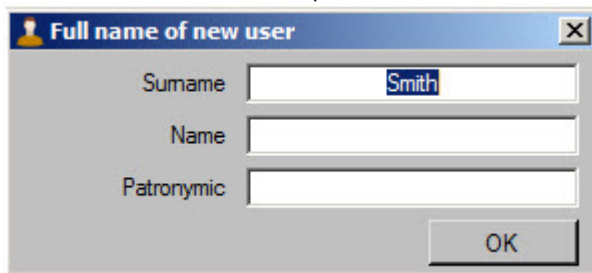 Full name of new user
Surname Smith
Name
Patronymic
OK